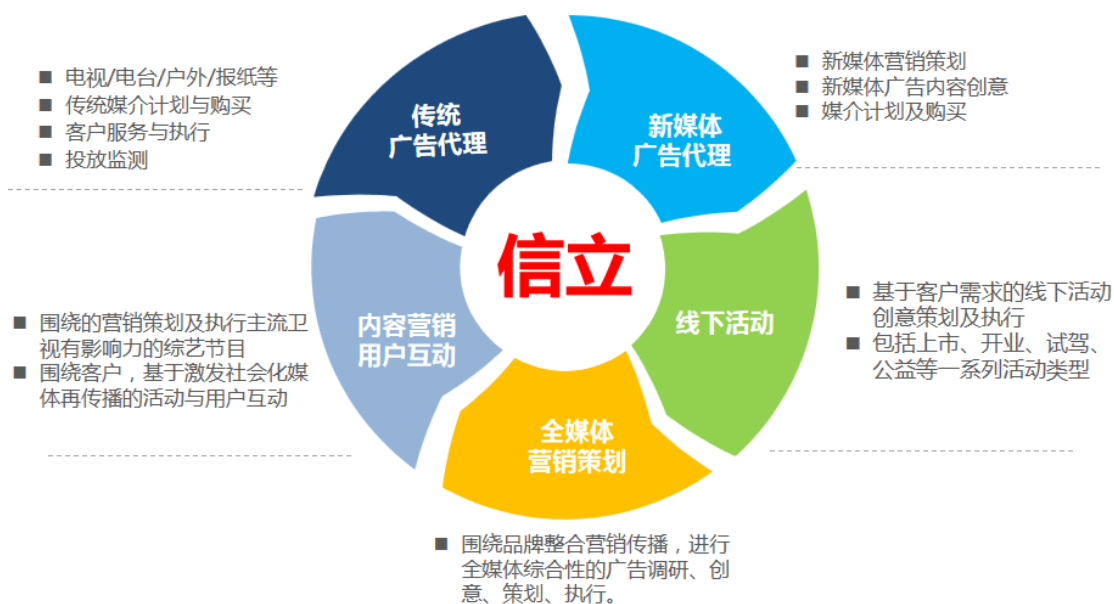 ■ 电视/电台/户外/报纸等
■ 传统媒介计划与购买
■ 客户服务与执行
■ 投放监测
传统
广告代理
新媒体
广告代理
■ 新媒体营销策划
■ 新媒体广告内容创意
■ 媒介计划及购买
信立
■ 围绕的营销策划及执行主流卫
视有影响力的综艺节目
■ 围绕客户，基于激发社会化媒
体再传播的活动与用户互动
内容营销
用户互动
线下活动
■ 基于客户需求的线下活动
创意策划及执行
■ 包括上市、开业、试驾、
公益等一系列活动类型
全媒体
营销策划
■ 围绕品牌整合营销传播，进行
全媒体综合性的广告调研、创
意、策划、执行。